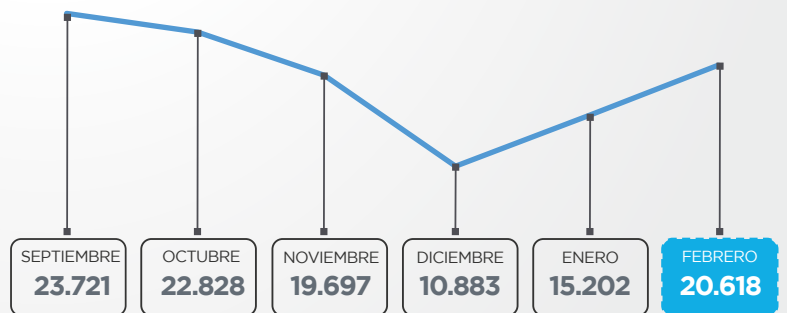 SEPTIEMBRE
23.721
OCTUBRE
22.828
NOVIEMBRE
19.697
DICIEMBRE
10.883
ENERO
15.202
FEBRERO
20.618